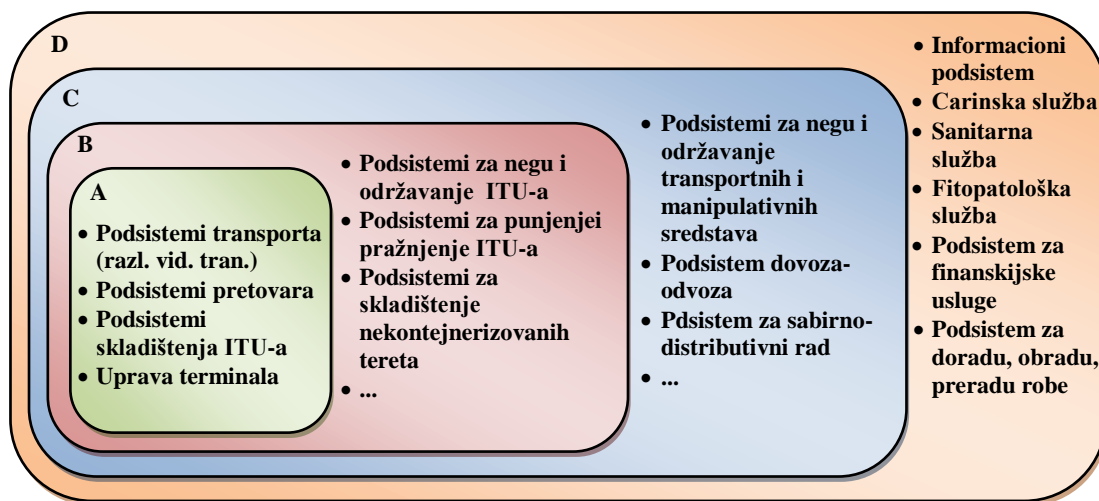 D
C
B
A
• Podsistemi transporta
(razl. vid. tran.)
• Podsistemi pretovara
• Podsistemi
skladištenja ITU-a
• Uprava terminala
• Podsistemi za negu i
održavanje ITU-a
• Podsistemi za punjenjei
pražnjenje ITU-a
• Podsistemi za
skladištenje
nekontejnerizovanih
tereta
• ...
• Podsistemi za negu i
održavanje
transportnih i
manipulativnih
sredstava
• Podsistem dovoza-
odvoza
• Pdsistem za sabirno-
distributivni rad
• ...
• Informacioni
podsistem
• Carinska služba
• Sanitarna
služba
• Fitopatološka
služba
• Podsistem za
finanskijske
usluge
• Podsistem za
doradu, obradu,
preradu robe